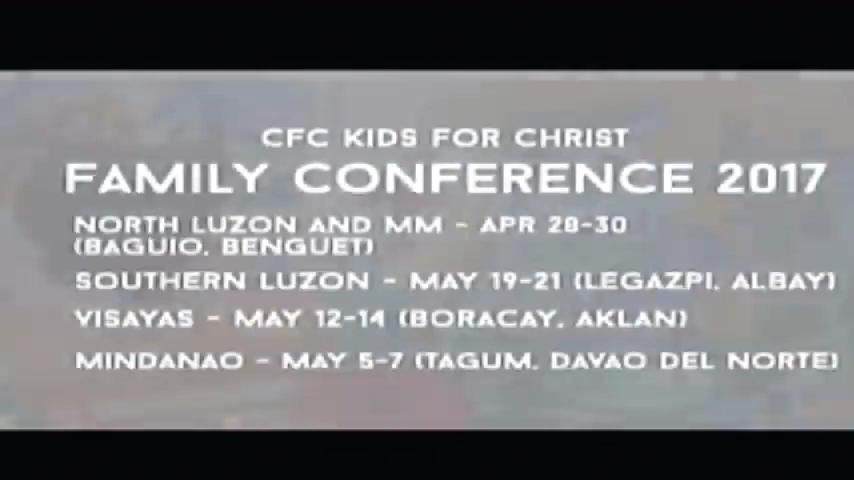 CFC KIDS FOR CHRIST
FAMILY CONFERENCE 2017
NORTH LUZON AND MM - APR 28-30
(BAGUIO, BENGUET)
SOUTHERN LUZON - MAY 19-21 (LEGAZPI, ALBAY)
VISAYAS - MAY 12-14 (BORACAY, AKLAN)
MINDANAO - MAY 5-7 (TAGUM, DAVAO DEL NORTE)